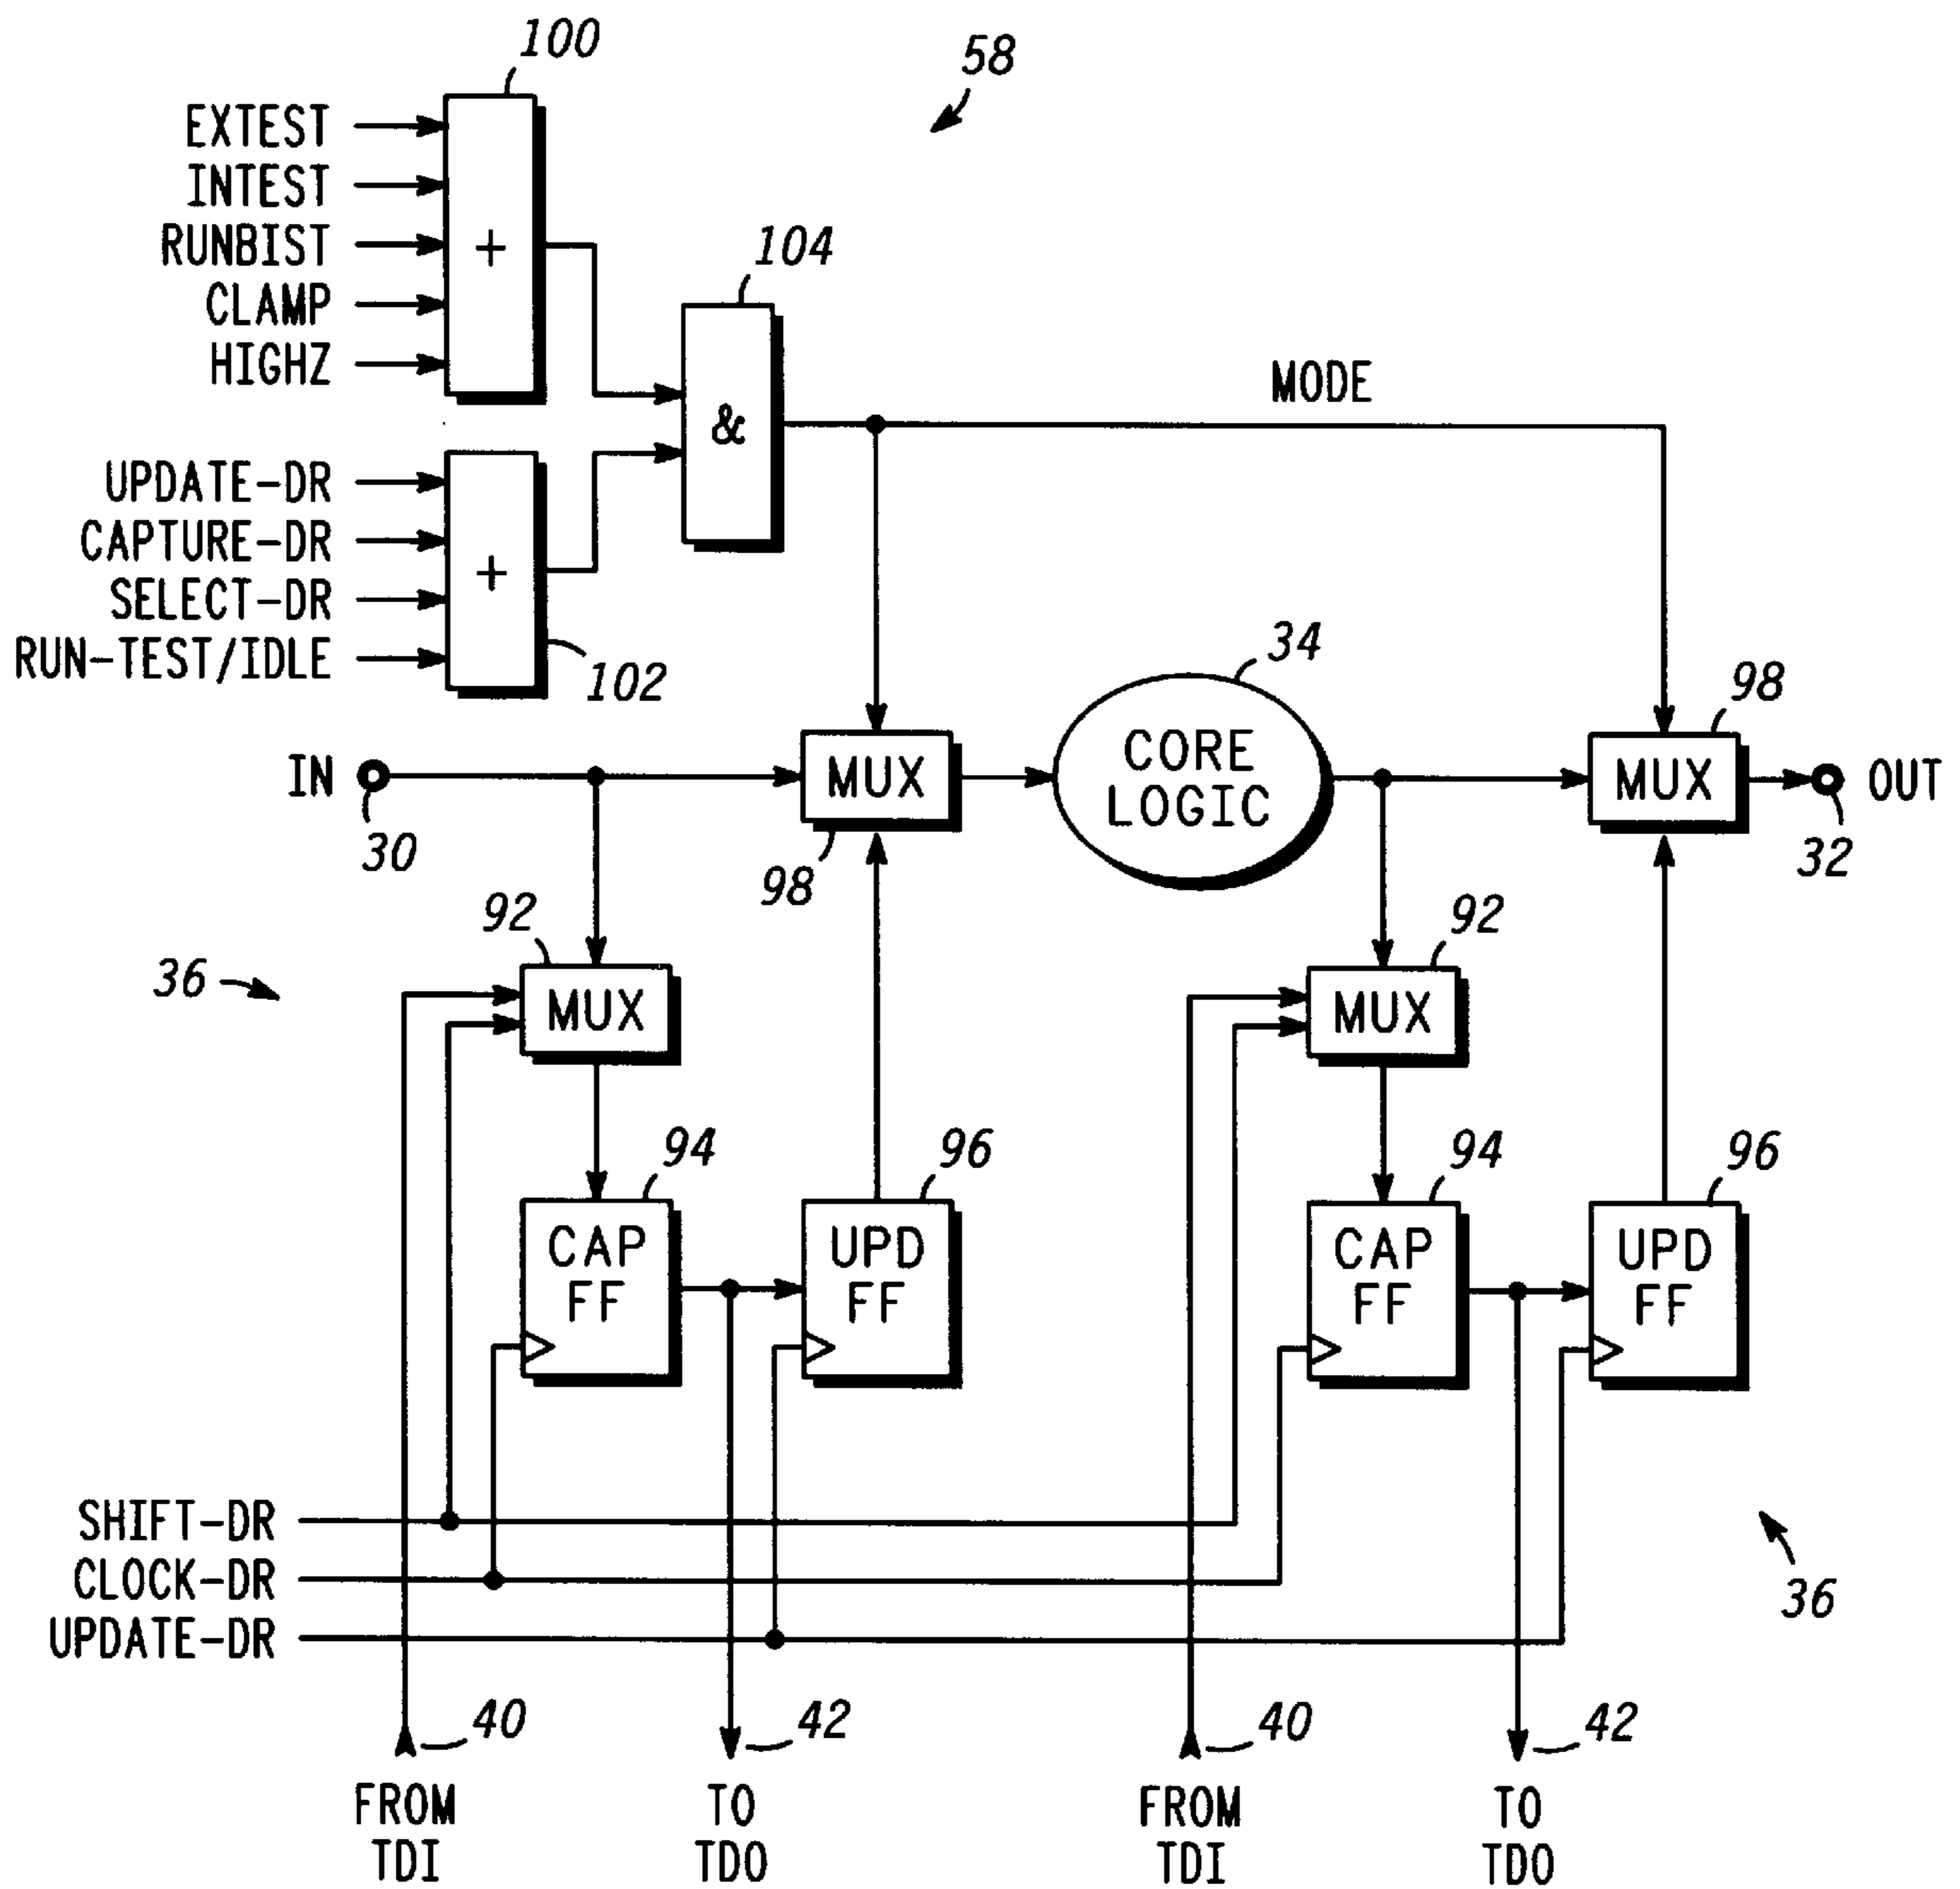 100
58
EXTEST
INTEST
RUNBIST
CLAMP
HIGHZ
+
104
&
MODE
UPDATE-DR
CAPTURE-DR
SELECT-DR
RUN-TEST/IDLE
+
102
34
98
IN
30
MUX
98
CORE
LOGIC
MUX
OUT
32
92
36
MUX
92
MUX
94
CAP
FF
96
UPD
FF
94
CAP
FF
96
UPD
FF
SHIFT-DR
CLOCK-DR
UPDATE-DR
36
40
42
40
42
FROM
TDI
TO
TDO
FROM
TDI
TO
TDO